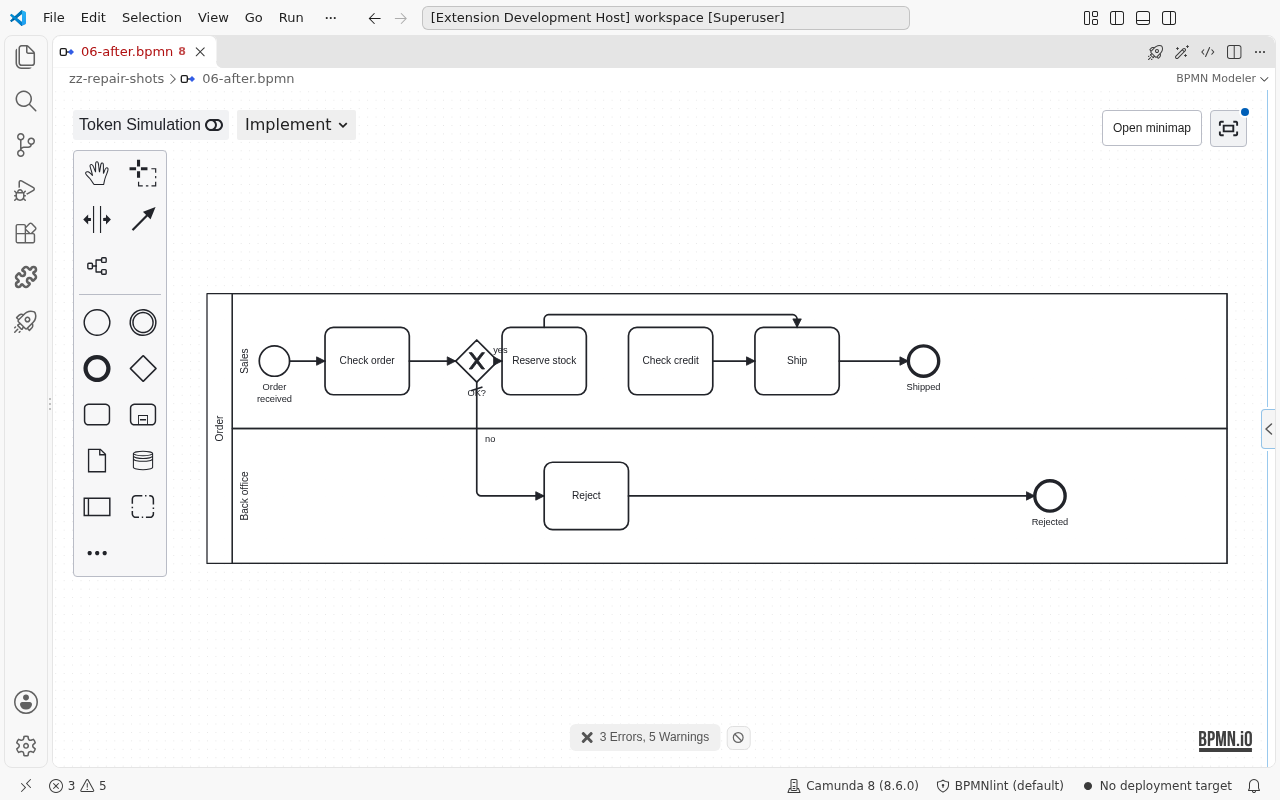 File Edit Selection View Go Run ···
[Extension Development Host] workspace [Superuser]
06-after.bpmn 8
zz-repair-shots 06-after.bpmn
BPMN Modeler
Token Simulation
Implement
Open minimap
Order
Sales
Back office
Order
received
Check order
OK?
yes
no
Reserve stock
Check credit
Ship
Shipped
Reject
Rejected
3 Errors, 5 Warnings
BPMN.iO
3 5
Camunda 8 (8.6.0)
BPMNlint (default)
No deployment target